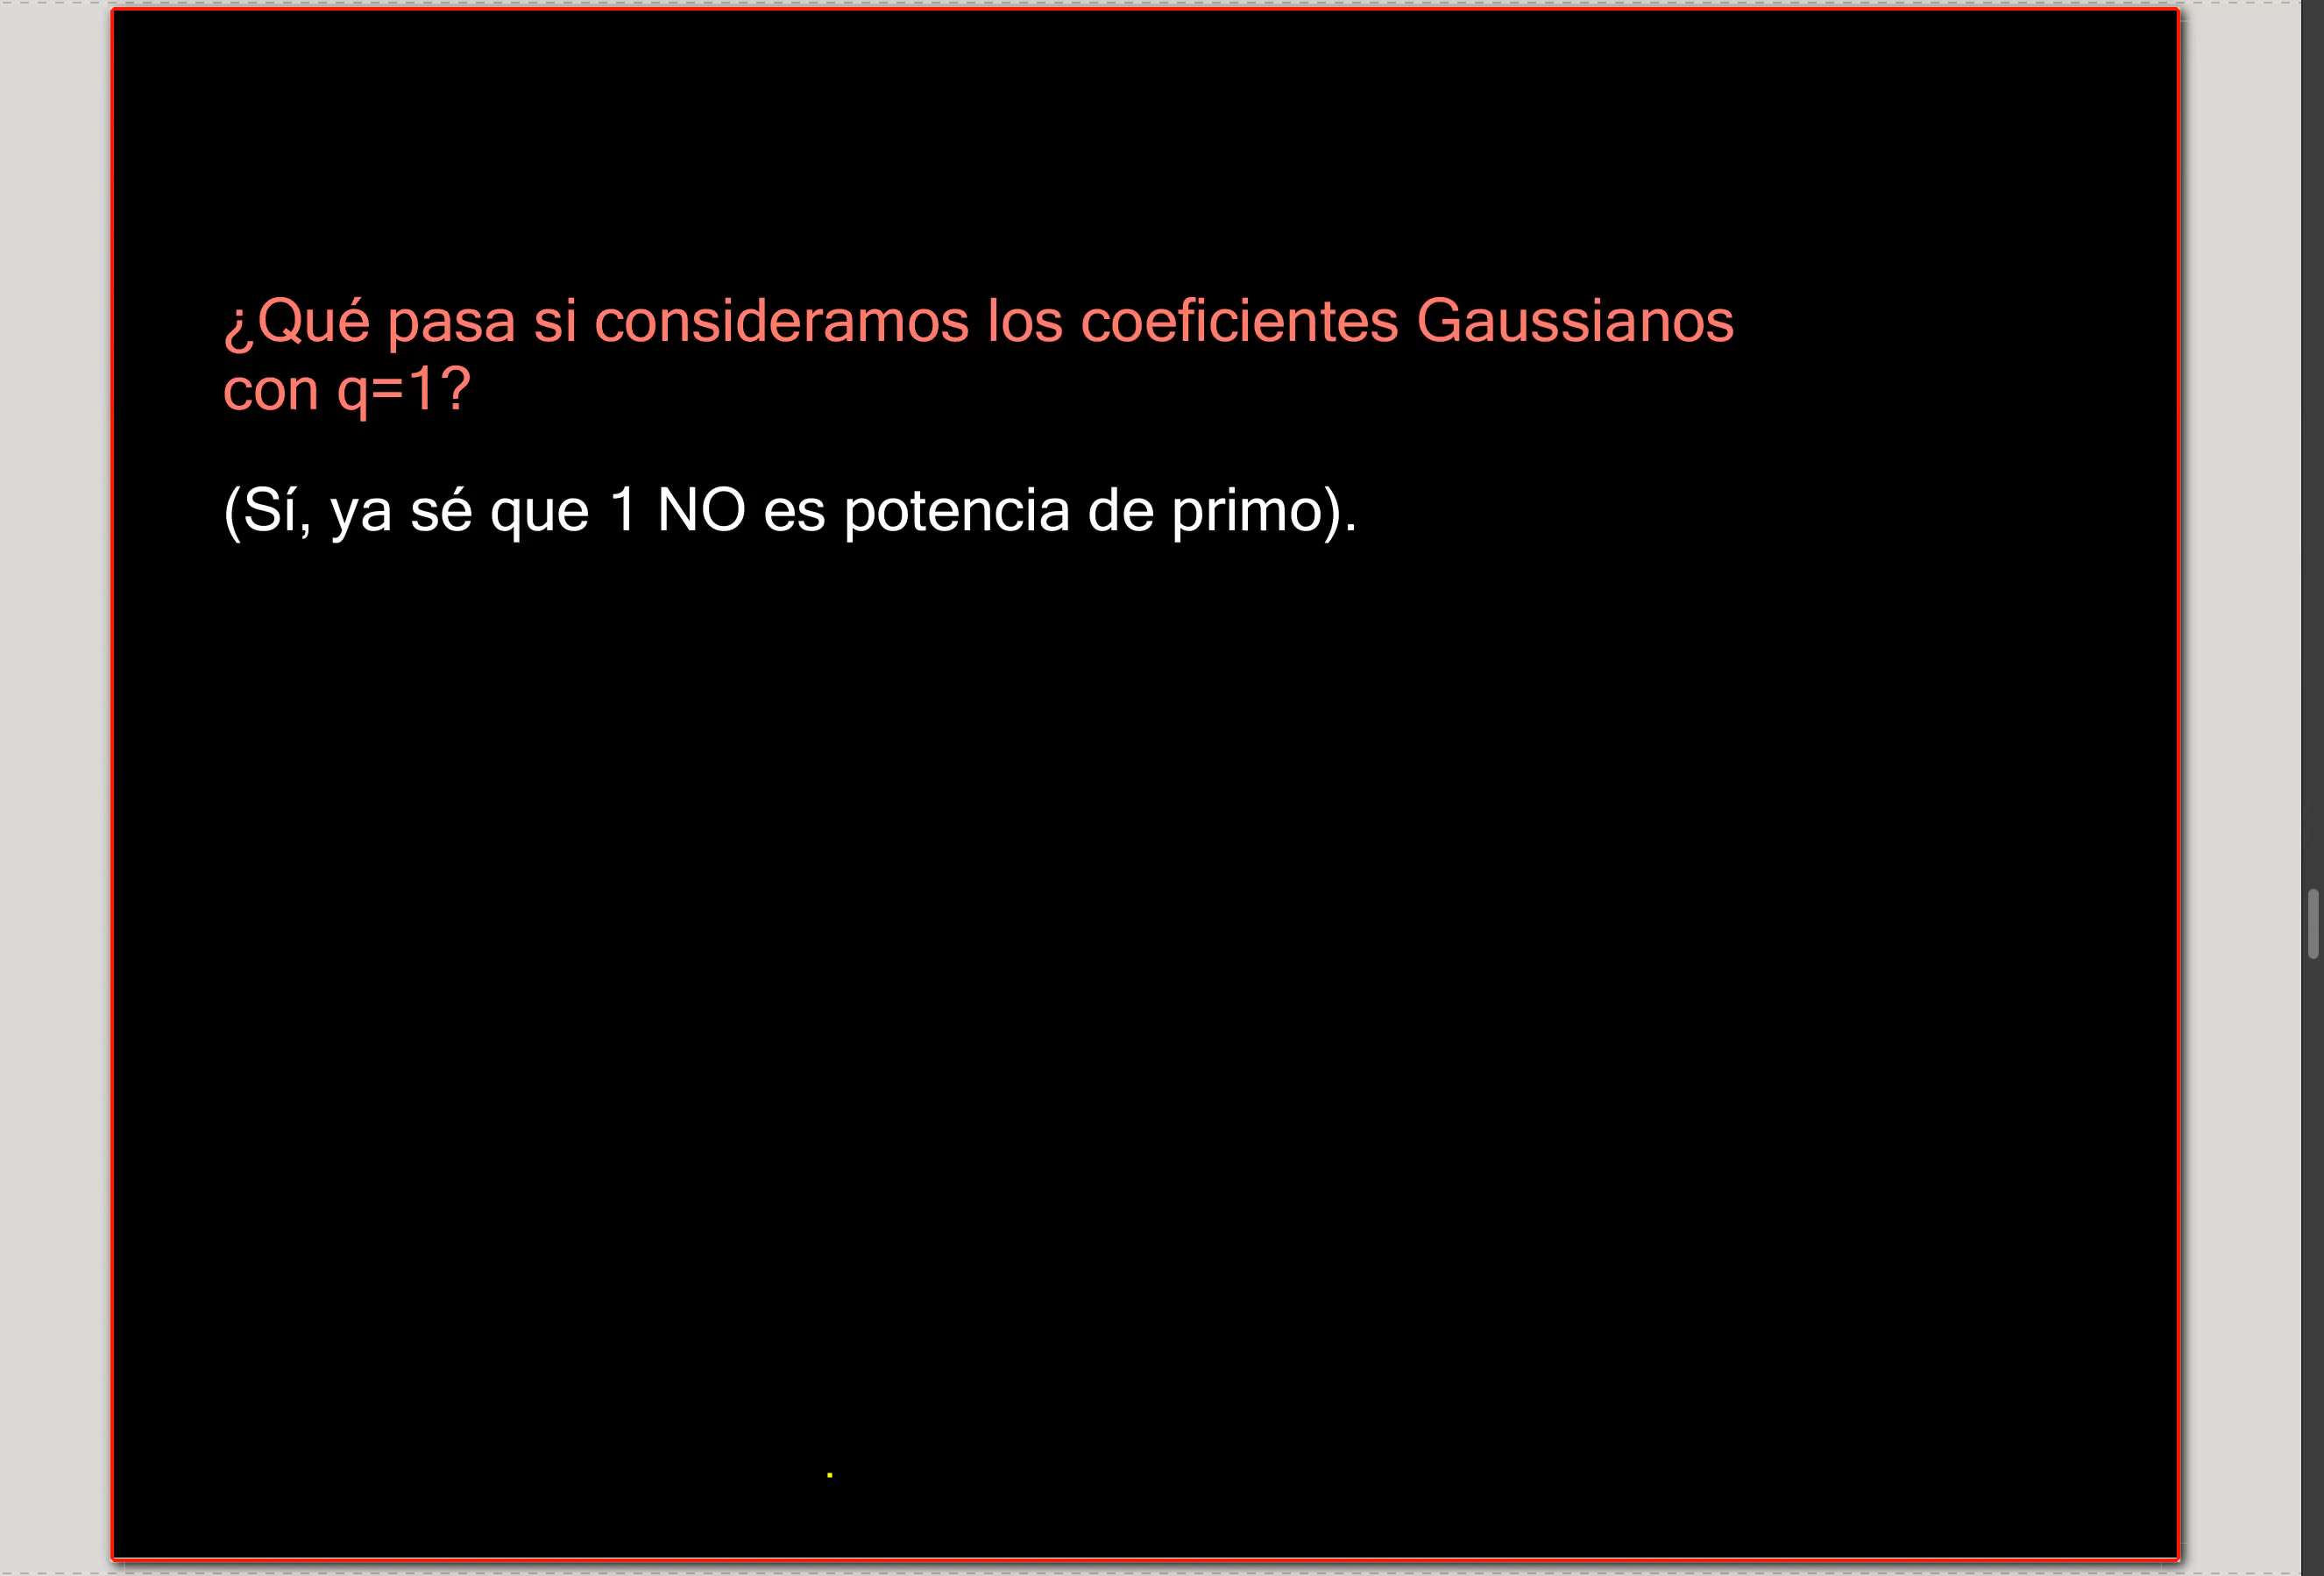 ¿Qué pasa si consideramos los coeficientes Gaussianos
con q=1?
(Sí, ya sé que 1 NO es potencia de primo).
.